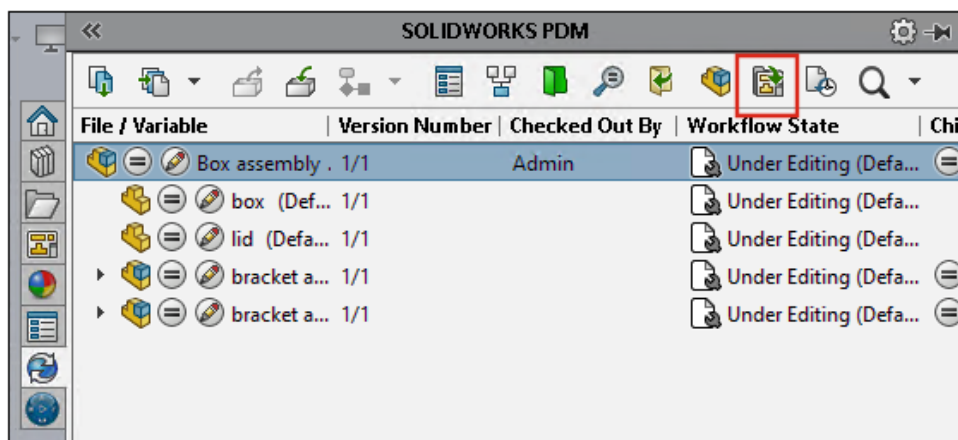 SOLIDWORKS PDM
File / Variable Version Number Checked Out By Workflow State Chi
Box assembly . 1/1 Admin Under Editing (Defa...
box (Def... 1/1 Under Editing (Defa...
lid (Defa... 1/1 Under Editing (Defa...
bracket a... 1/1 Under Editing (Defa...
bracket a... 1/1 Under Editing (Defa...